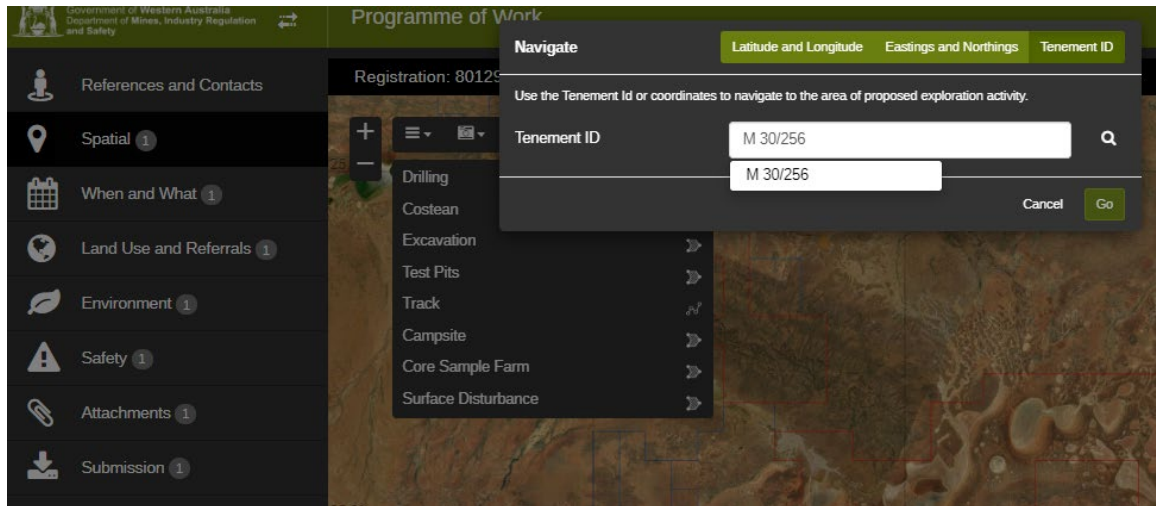 Government of Western Australia
Department of Mines, Industry Regulation
and Safety
Programme of Work
Navigate
Latitude and Longitude
Eastings and Northings
Tenement ID
References and Contacts
Registration: 80129
Use the Tenement Id or coordinates to navigate to the area of proposed exploration activity.
Spatial 1
Tenement ID
M 30/256
M 30/256
When and What 1
Cancel
Go
Land Use and Referrals 1
Environment 1
Safety 1
Attachments 1
Submission 1
Drilling
Costean
Excavation
Test Pits
Track
Campsite
Core Sample Farm
Surface Disturbance